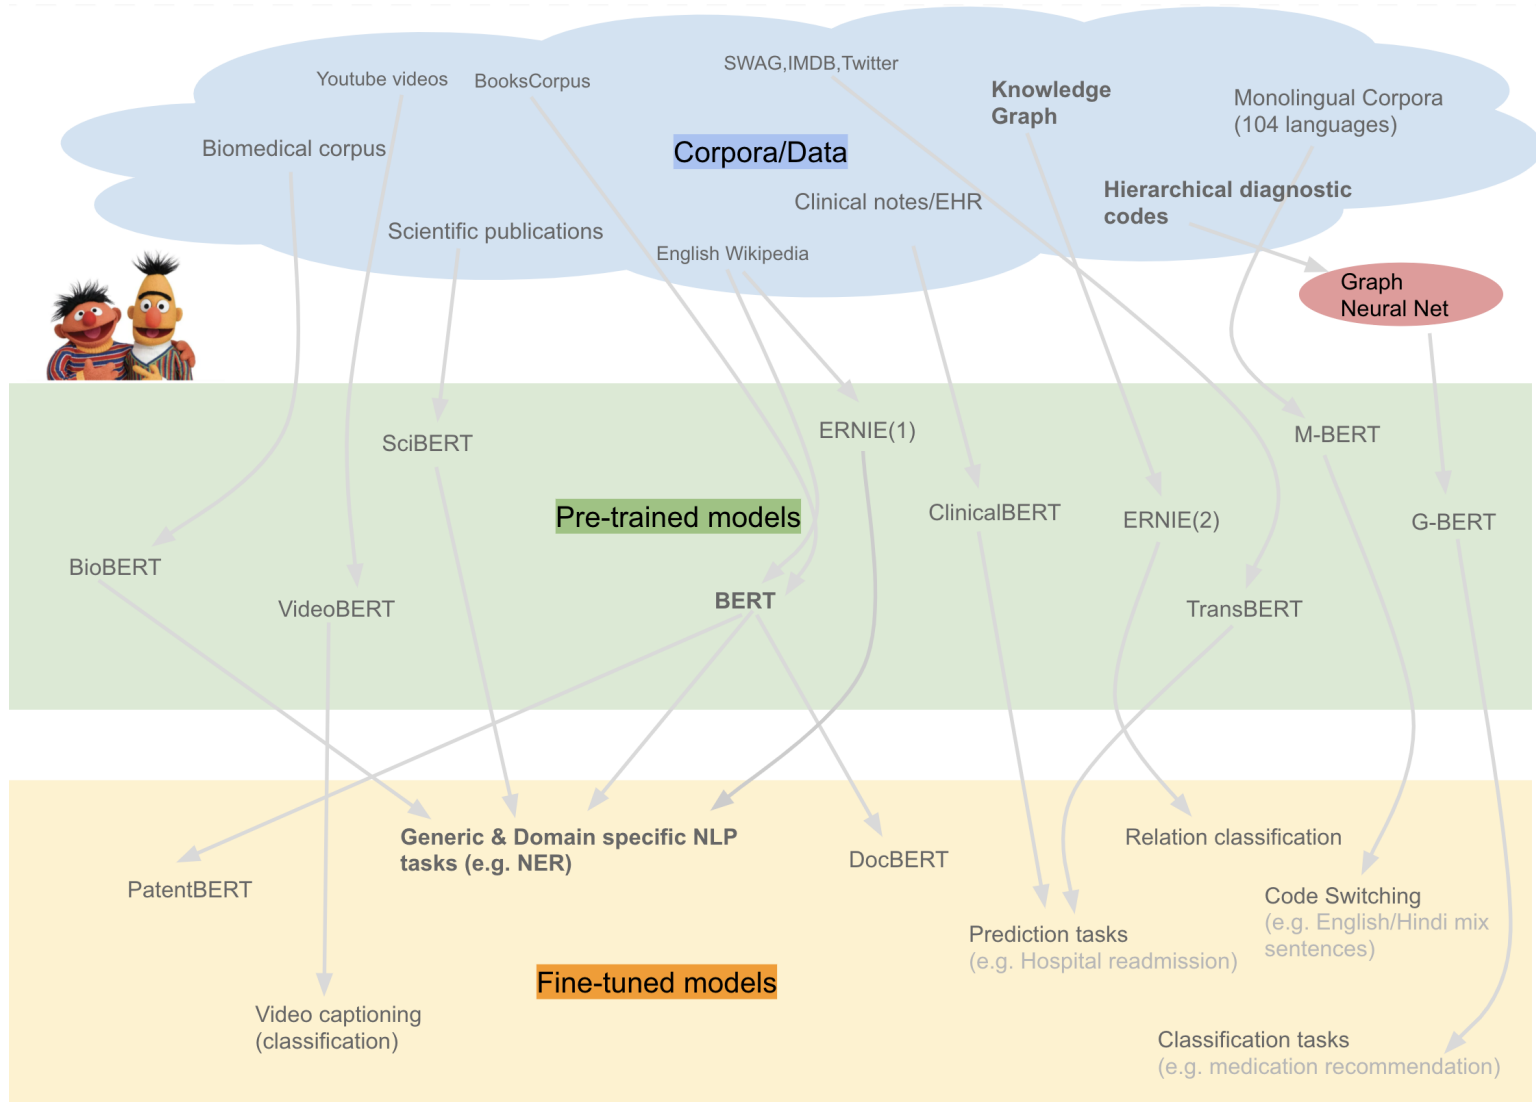 Youtube videos
BooksCorpus
SWAG,IMDB,Twitter
Knowledge
Graph
Monolingual Corpora
(104 languages)
Biomedical corpus
Corpora/Data
Clinical notes/EHR
Hierarchical diagnostic
codes
Scientific publications
English Wikipedia
Graph
Neural Net
SciBERT
ERNIE(1)
M-BERT
Pre-trained models
ClinicalBERT
ERNIE(2)
G-BERT
BioBERT
VideoBERT
BERT
TransBERT
Generic & Domain specific NLP
tasks (e.g. NER)
Relation classification
DocBERT
PatentBERT
Code Switching
(e.g. English/Hindi mix
sentences)
Prediction tasks
(e.g. Hospital readmission)
Fine-tuned models
Video captioning
(classification)
Classification tasks
(e.g. medication recommendation)